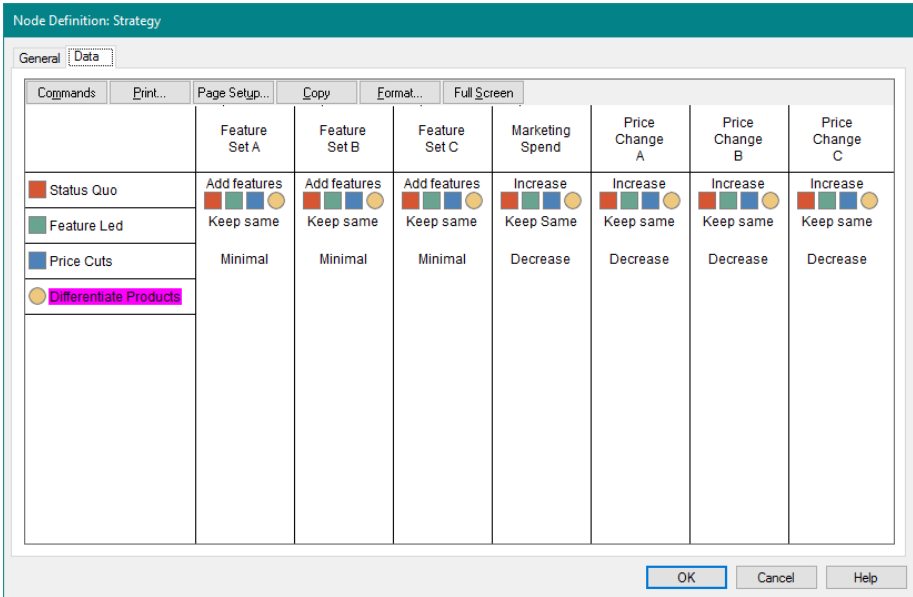 Node Definition: Strategy
General Data
Commands Print... Page Setup... Copy Format... Full Screen
Feature Set A
Feature Set B
Feature Set C
Marketing Spend
Price Change A
Price Change B
Price Change C
Status Quo
Add features Add features Add features Increase Increase Increase Increase
Feature Led
Keep same Keep same Keep same Keep Same Keep same Keep same Keep same
Price Cuts
Minimal Minimal Minimal Decrease Decrease Decrease Decrease
Differentiate Products
OK Cancel Help